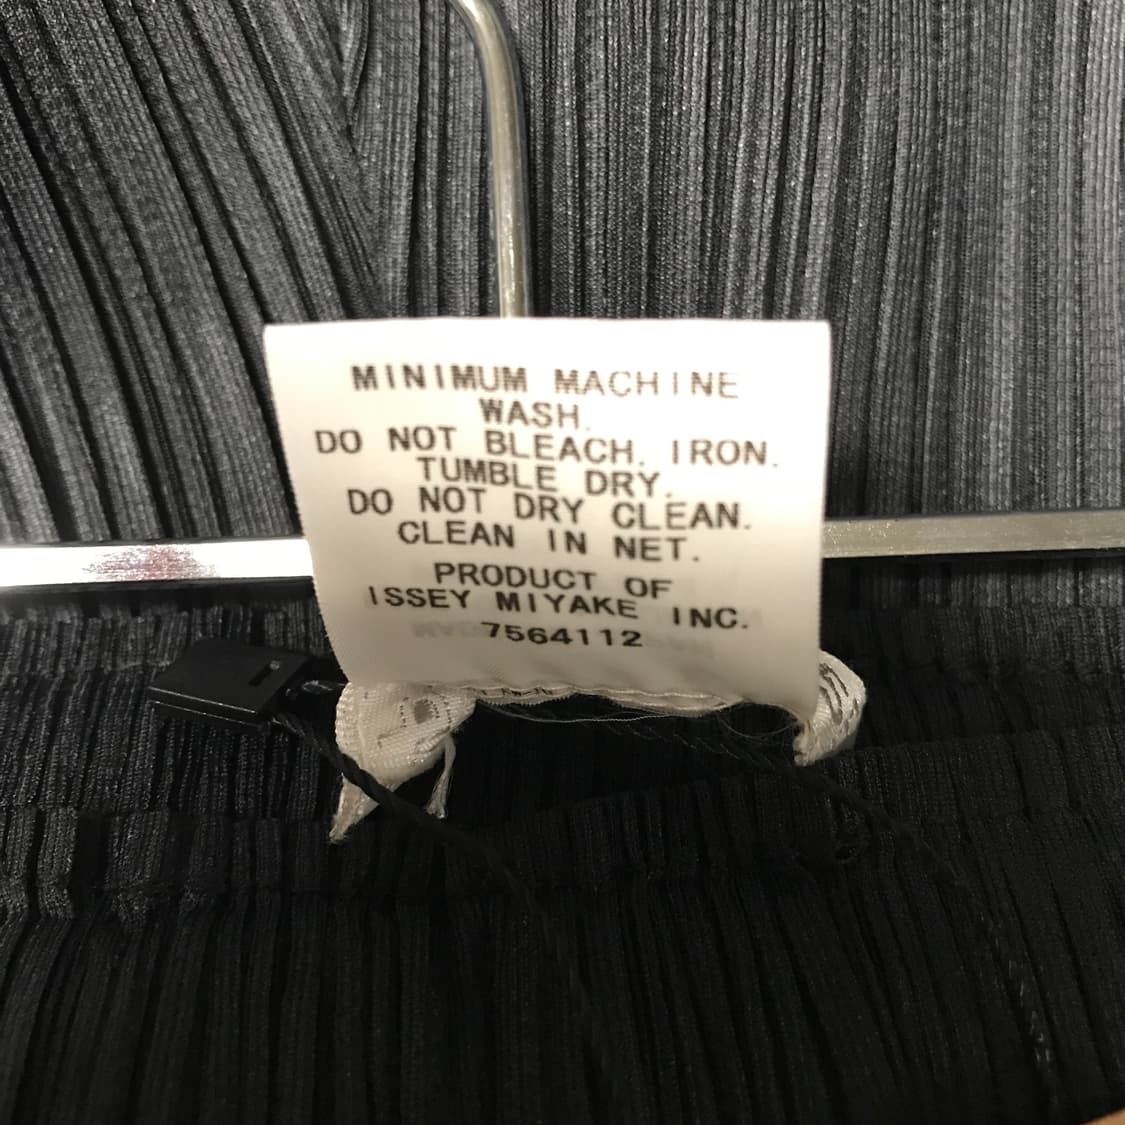 MINIMUM MACHINE
WASH.
DO NOT BLEACH. IRON.
TUMBLE DRY.
DO NOT DRY CLEAN.
CLEAN IN NET.
PRODUCT OF
ISSEY MIYAKE INC.
7564112